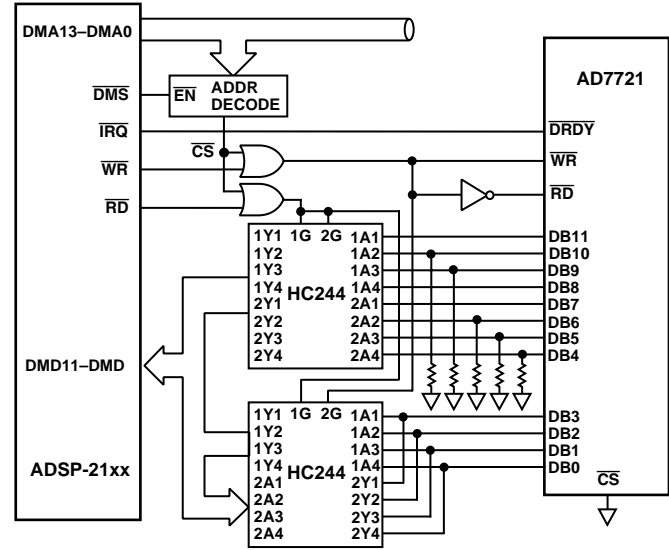 DMA13–DMA0
AD7721
DMS
EN ADDR DECODE
IRQ
DRDY
CS
WR
WR
RD
RD
1Y1 1G 2G 1A1 DB11
1Y2 1A2 DB10
1Y3 1A3 DB9
1Y4 HC244 1A4 DB8
2Y1 2A1 DB7
2Y2 2A2 DB6
2Y3 2A3 DB5
2Y4 2A4 DB4
DMD11–DMD
1Y1 1G 2G 1A1 DB3
1Y2 1A2 DB2
1Y3 1A3 DB1
1Y4 1A4 DB0
2A1 HC244 2Y1
2A2 2Y2
2A3 2Y3
2A4 2Y4
ADSP-21xx
CS